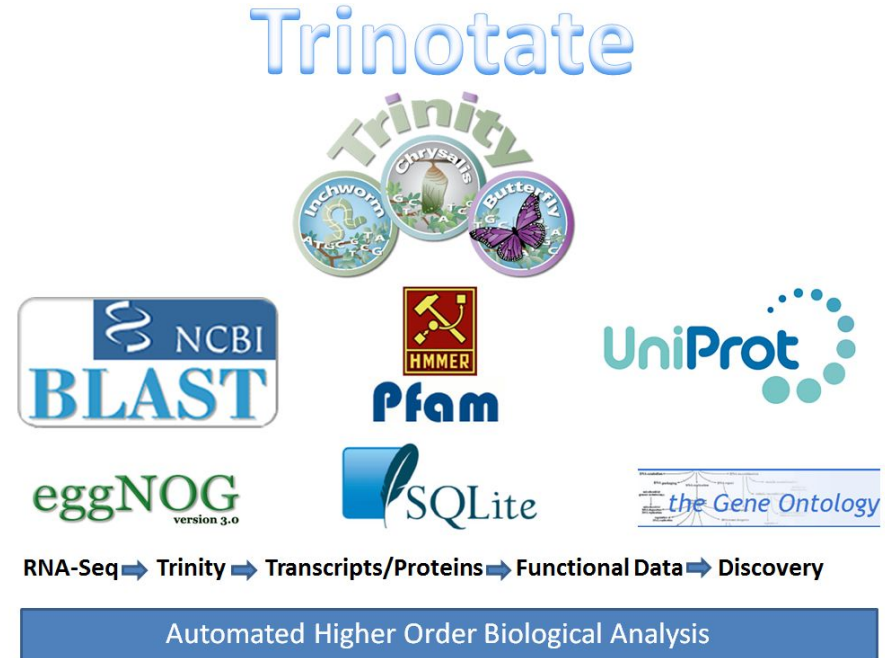 Trinotate
Trinity
Chrysalis
Inchworm
Butterfly
NCBI
BLAST
HMMER
Pfam
UniProt
eggNOG
version 3.0
SQLite
the Gene Ontology
RNA-Seq Trinity Transcripts/Proteins Functional Data Discovery
Automated Higher Order Biological Analysis